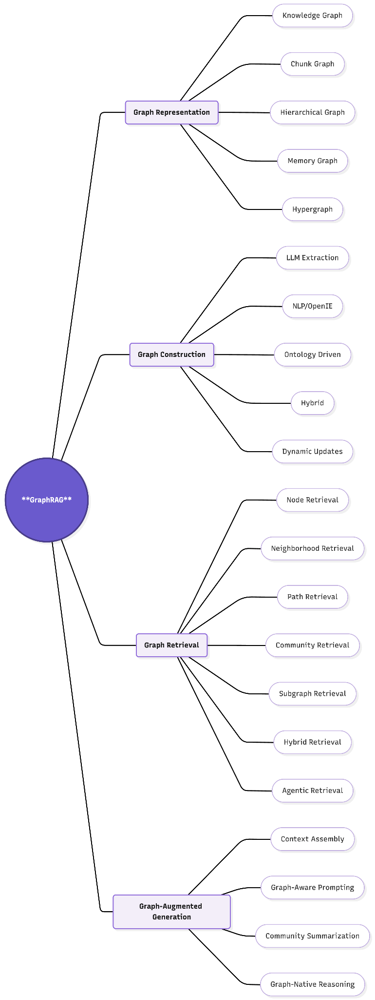 Knowledge Graph
Chunk Graph
Graph Representation
Hierarchical Graph
Memory Graph
Hypergraph
LLM Extraction
NLP/OpenIE
Graph Construction
Ontology Driven
Hybrid
Dynamic Updates
**GraphRAG**
Node Retrieval
Neighborhood Retrieval
Path Retrieval
Graph Retrieval
Community Retrieval
Subgraph Retrieval
Hybrid Retrieval
Agentic Retrieval
Context Assembly
Graph-Aware Prompting
Graph-Augmented
Generation
Community Summarization
Graph-Native Reasoning